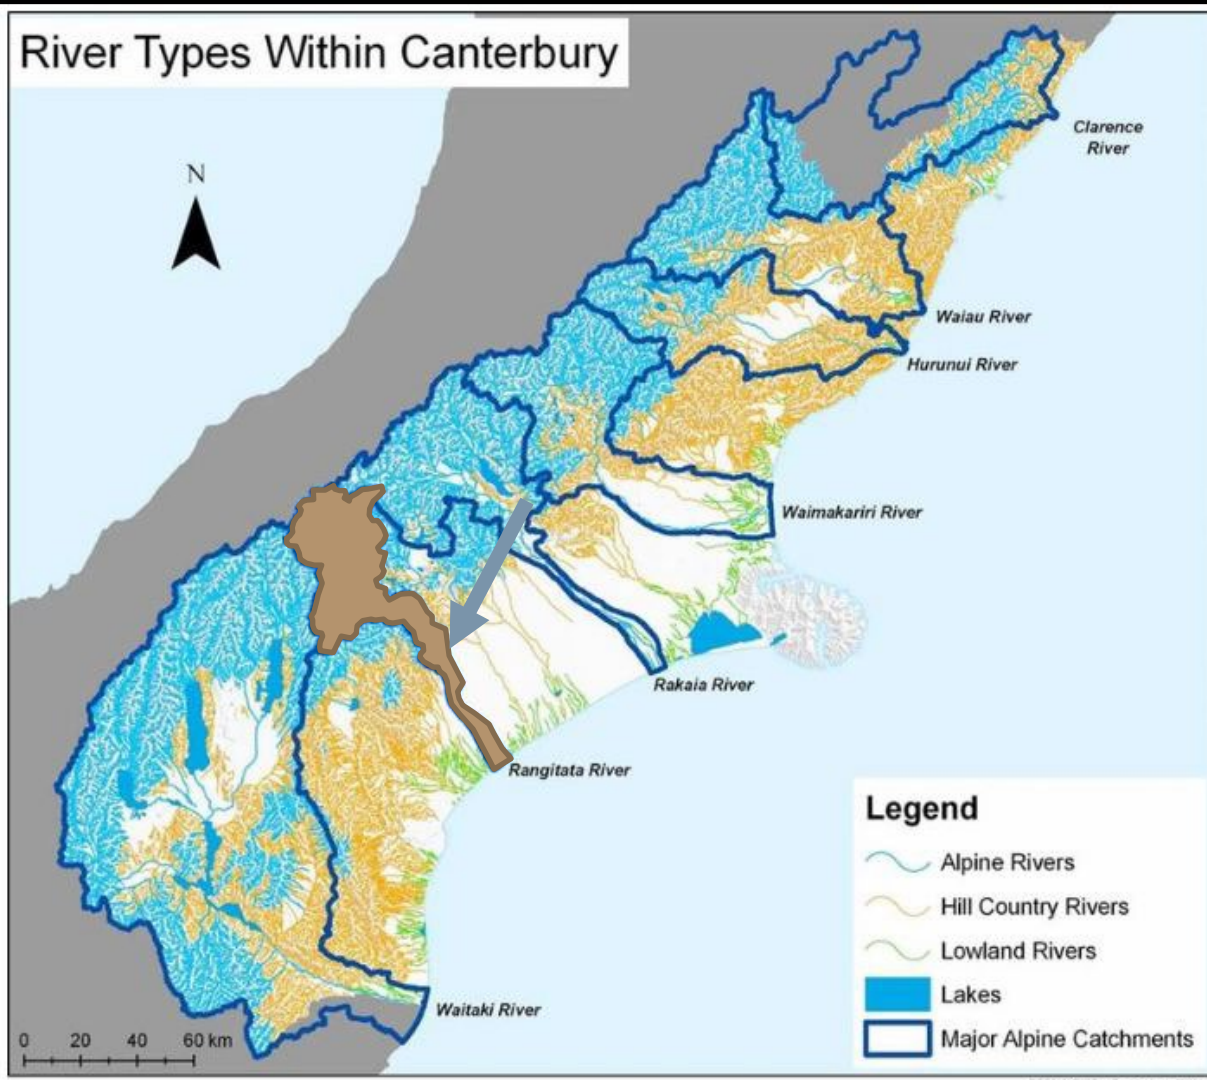 River Types Within Canterbury
N
Clarence
River
Waiau River
Hurunui River
Waimakariri River
Rakaia River
Rangitata River
Waitaki River
Legend
Alpine Rivers
Hill Country Rivers
Lowland Rivers
Lakes
Major Alpine Catchments
0 20 40 60 km